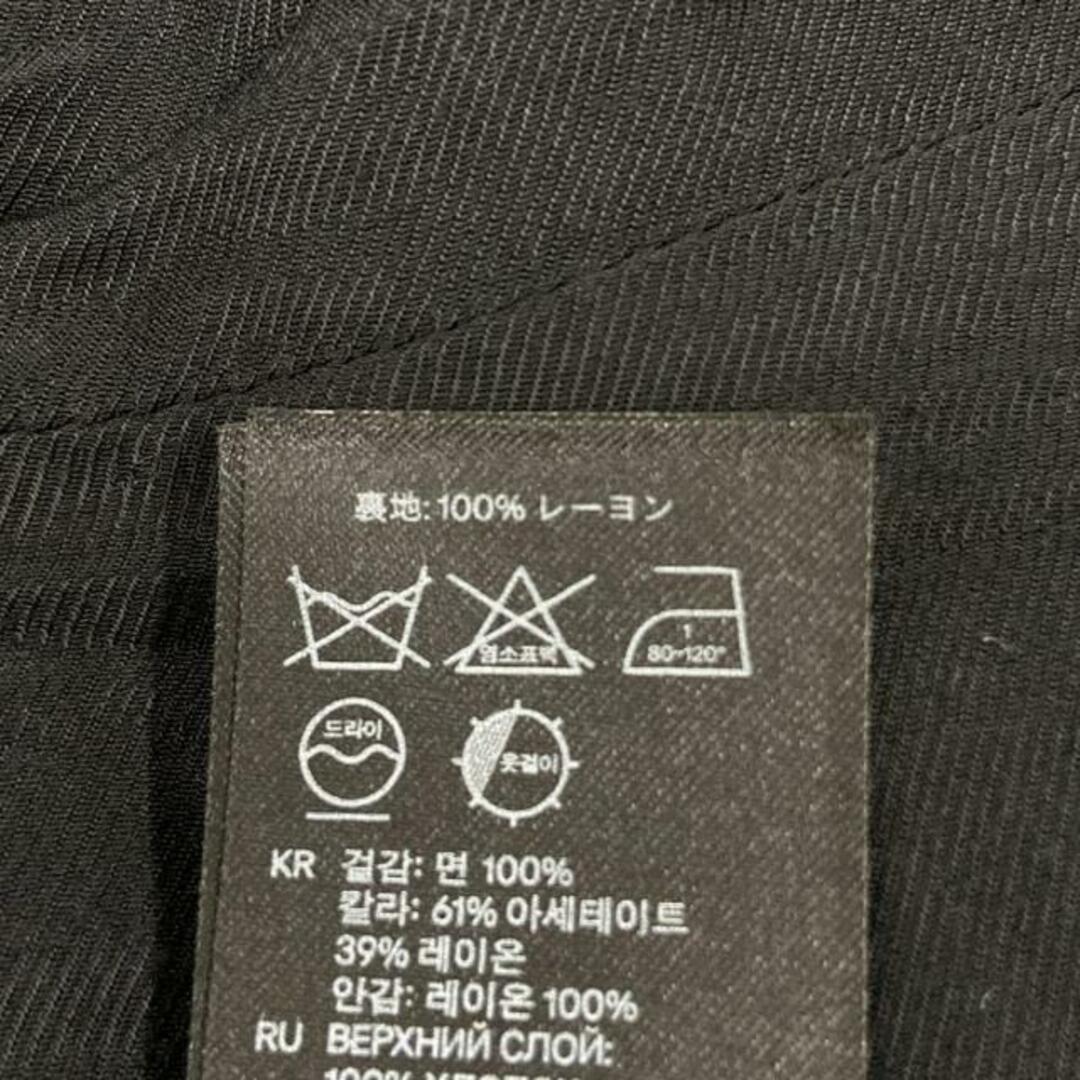 裏地: 100% レーヨン
염소표백
1
80~120°
드라이
옷걸이
KR 겉감: 면 100%
칼라: 61% 아세테이트
39% 레이온
안감: 레이온 100%
RU ВЕРХНИЙ СЛОЙ:
100%